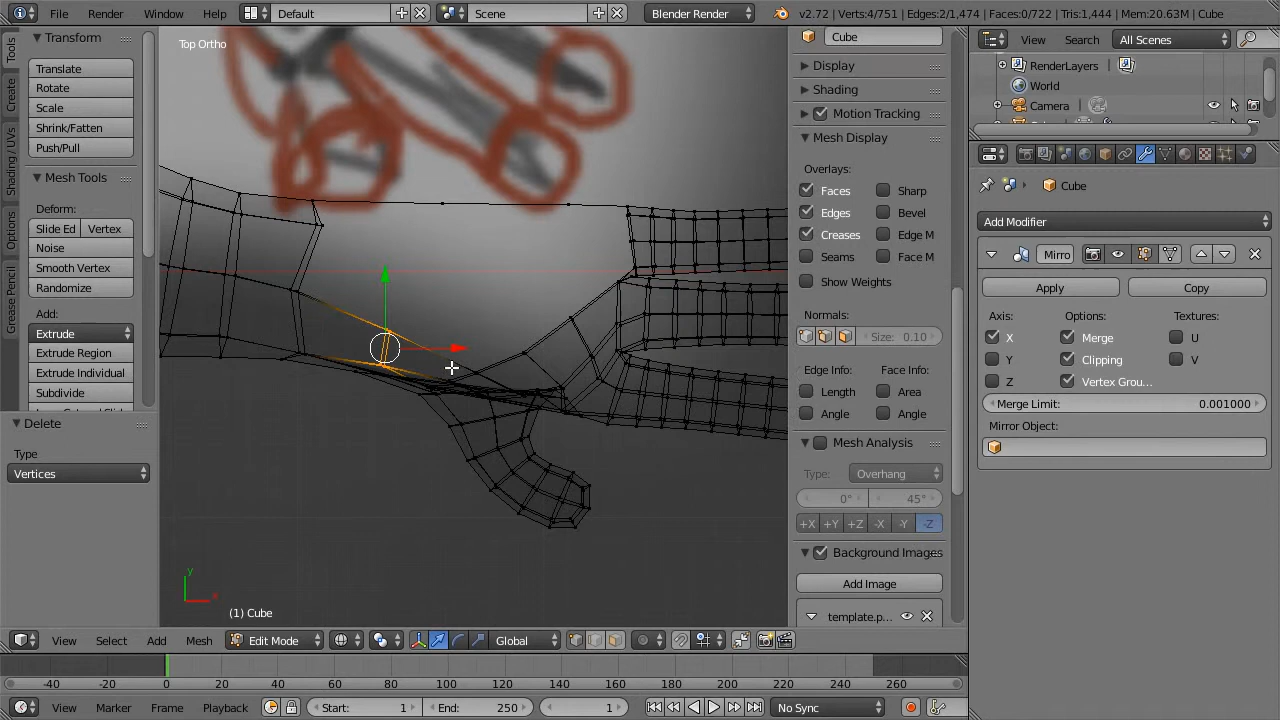 File Render Window Help Default Scene Blender Render v2.72 | Verts:4/751 | Edges:2/1,474 | Faces:0/722 | Tris:1,444 | Mem:20.63M | Cube
Tools
Create
Shading / UVs
Options
Grease Pencil
Transform
Translate
Rotate
Scale
Shrink/Fatten
Push/Pull
Mesh Tools
Deform:
Slide Ed Vertex
Noise
Smooth Vertex
Randomize
Add:
Extrude
Extrude Region
Extrude Individual
Subdivide
Delete
Type
Vertices
Top Ortho
y
x
(1) Cube
Cube
Display
Shading
Motion Tracking
Mesh Display
Overlays:
Faces Sharp
Edges Bevel
Creases Edge M
Seams Face M
Show Weights
Normals:
Size: 0.10
Edge Info: Face Info:
Length Area
Angle Angle
Mesh Analysis
Type: Overhang
0° 45°
+X +Y +Z -X -Y -Z
Background Images
Add Image
template.p...
View Search All Scenes
RenderLayers
World
Camera
Cube
Add Modifier
Mirro
Apply Copy
Axis: Options: Textures:
X Merge U
Y Clipping V
Z Vertex Grou...
Merge Limit: 0.001000
Mirror Object:
View Select Add Mesh Edit Mode Global
-40 -20 0 20 40 60 80 100 120 140 160 180 200 220 240 260
View Marker Frame Playback Start: 1 End: 250 1 No Sync